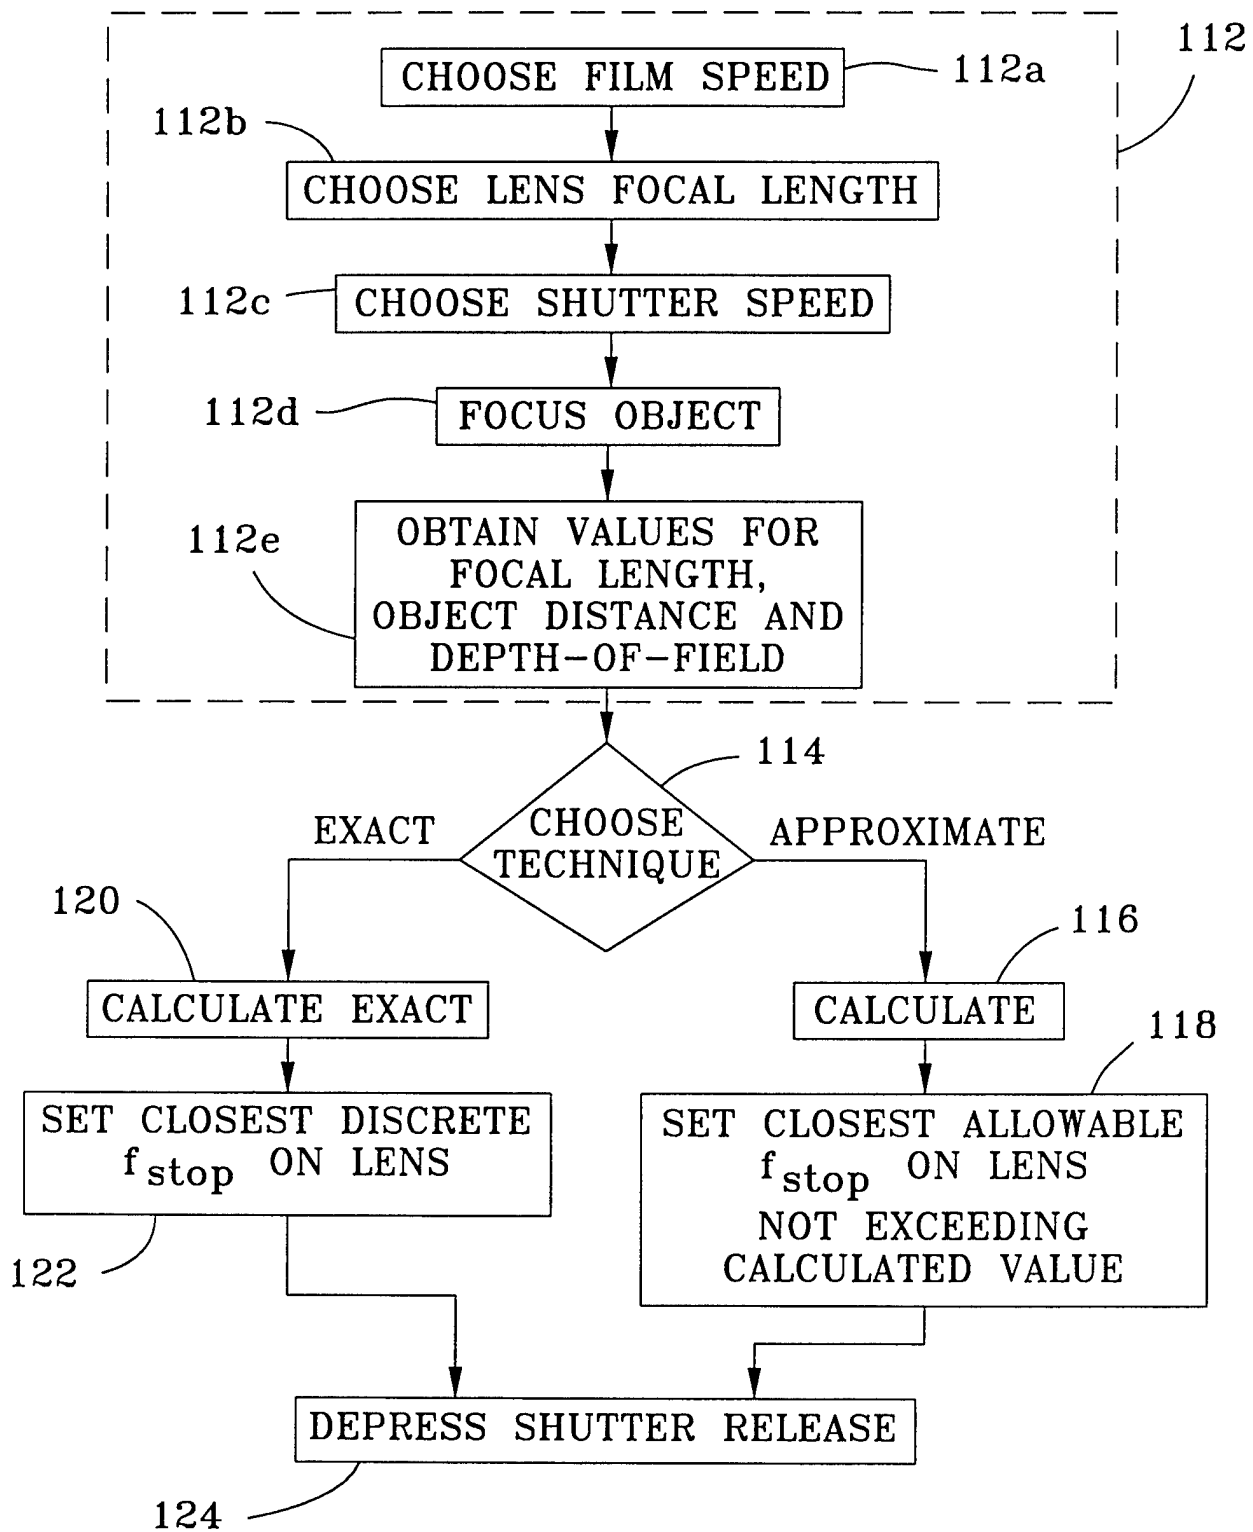 112
CHOOSE FILM SPEED
112a
112b
CHOOSE LENS FOCAL LENGTH
112c
CHOOSE SHUTTER SPEED
112d
FOCUS OBJECT
112e
OBTAIN VALUES FOR
FOCAL LENGTH,
OBJECT DISTANCE AND
DEPTH-OF-FIELD
114
CHOOSE
TECHNIQUE
EXACT
APPROXIMATE
120
CALCULATE EXACT
116
CALCULATE
118
SET CLOSEST DISCRETE
fstop ON LENS
122
SET CLOSEST ALLOWABLE
fstop ON LENS
NOT EXCEEDING
CALCULATED VALUE
DEPRESS SHUTTER RELEASE
124